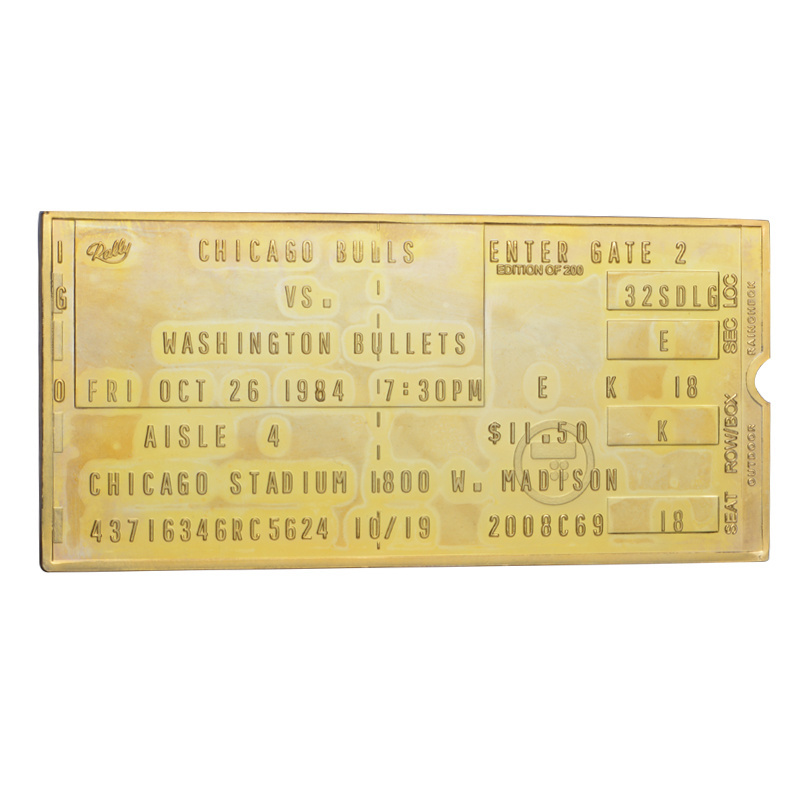 Rally
CHICAGO BULLS
VS.
WASHINGTON BULLETS
FRI OCT 26 1984 7:30PM
AISLE 4
CHICAGO STADIUM 1800 W. MADISON
43716346RC5624 10/19
ENTER GATE 2
EDITION OF 200
E K 18
$11.50
2008C69
32SDLG
E
K
18
SEC LOC
ROW/BOX
SEAT
OUTDOOR
I
G
O